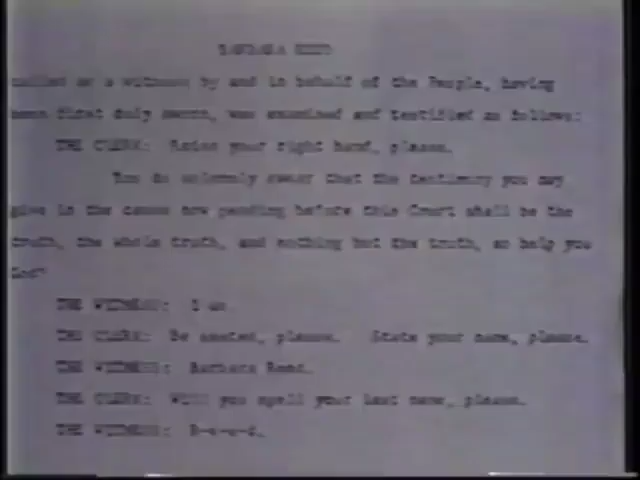 called as a witness by and in behalf of the People, having
been first duly sworn, was examined and testified as follows:
THE CLERK: Raise your right hand, please.
You do solemnly swear that the testimony you may
give in the cause now pending before this Court shall be the
truth, the whole truth, and nothing but the truth, so help you
God?
THE WITNESS: I do.
THE CLERK: Be seated, please. State your name, please.
THE WITNESS: Barbara
THE CLERK: Will you spell your last name, please.
THE WITNESS: